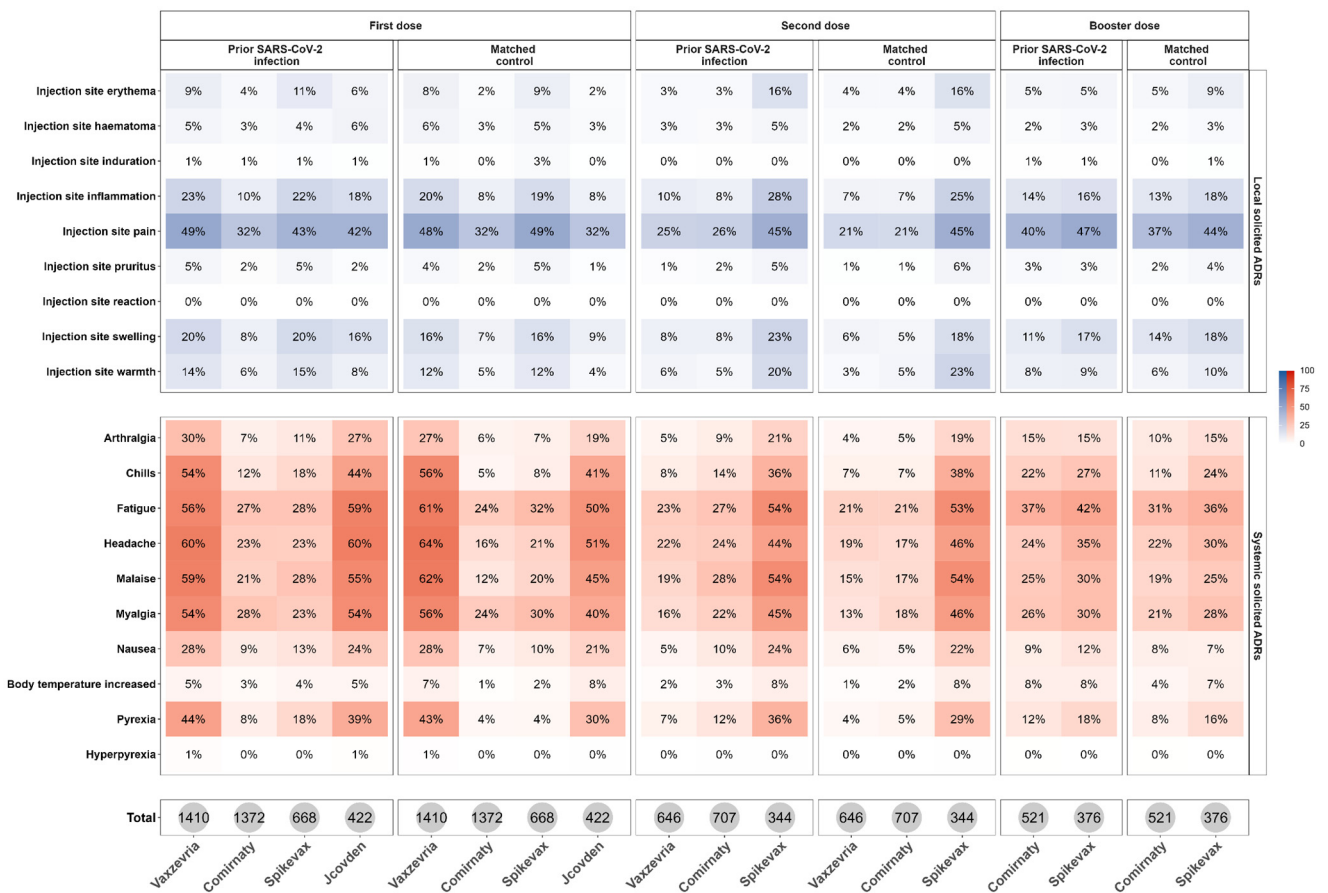 First dose Second dose Booster dose
Prior SARS-CoV-2 infection Matched control Prior SARS-CoV-2 infection Matched control Prior SARS-CoV-2 infection Matched control
Injection site erythema 9% 4% 11% 6% 8% 2% 9% 2% 3% 3% 16% 4% 4% 16% 5% 5% 5% 9%
Injection site haematoma 5% 3% 4% 6% 6% 3% 5% 3% 3% 3% 5% 2% 2% 5% 2% 3% 2% 3%
Injection site induration 1% 1% 1% 1% 1% 0% 3% 0% 0% 0% 0% 0% 0% 0% 1% 1% 0% 1%
Injection site inflammation 23% 10% 22% 18% 20% 8% 19% 8% 10% 8% 28% 7% 7% 25% 14% 16% 13% 18%
Injection site pain 49% 32% 43% 42% 48% 32% 49% 32% 25% 26% 45% 21% 21% 45% 40% 47% 37% 44%
Injection site pruritus 5% 2% 5% 2% 4% 2% 5% 1% 1% 2% 5% 1% 1% 6% 3% 3% 2% 4%
Injection site reaction 0% 0% 0% 0% 0% 0% 0% 0% 0% 0% 0% 0% 0% 0% 0% 0% 0% 0%
Injection site swelling 20% 8% 20% 16% 16% 7% 16% 9% 8% 8% 23% 6% 5% 18% 11% 17% 14% 18%
Injection site warmth 14% 6% 15% 8% 12% 5% 12% 4% 6% 5% 20% 3% 5% 23% 8% 9% 6% 10%
Local solicited ADRs
Arthralgia 30% 7% 11% 27% 27% 6% 7% 19% 5% 9% 21% 4% 5% 19% 15% 15% 10% 15%
Chills 54% 12% 18% 44% 56% 5% 8% 41% 8% 14% 36% 7% 7% 38% 22% 27% 11% 24%
Fatigue 56% 27% 28% 59% 61% 24% 32% 50% 23% 27% 54% 21% 21% 53% 37% 42% 31% 36%
Headache 60% 23% 23% 60% 64% 16% 21% 51% 22% 24% 44% 19% 17% 46% 24% 35% 22% 30%
Malaise 59% 21% 28% 55% 62% 12% 20% 45% 19% 28% 54% 15% 17% 54% 25% 30% 19% 25%
Myalgia 54% 28% 23% 54% 56% 24% 30% 40% 16% 22% 45% 13% 18% 46% 26% 30% 21% 28%
Nausea 28% 9% 13% 24% 28% 7% 10% 21% 5% 10% 24% 6% 5% 22% 9% 12% 8% 7%
Body temperature increased 5% 3% 4% 5% 7% 1% 2% 8% 2% 3% 8% 1% 2% 8% 8% 8% 4% 7%
Pyrexia 44% 8% 18% 39% 43% 4% 4% 30% 7% 12% 36% 4% 5% 29% 12% 18% 8% 16%
Hyperpyrexia 1% 0% 0% 1% 1% 0% 0% 0% 0% 0% 0% 0% 0% 0% 0% 0% 0% 0%
Systemic solicited ADRs
100
75
50
25
0
Total 1410 1372 668 422 1410 1372 668 422 646 707 344 646 707 344 521 376 521 376
Vaxzevria Comirnaty Spikevax Jcovden Vaxzevria Comirnaty Spikevax Jcovden Vaxzevria Comirnaty Spikevax Vaxzevria Comirnaty Spikevax Comirnaty Spikevax Comirnaty Spikevax